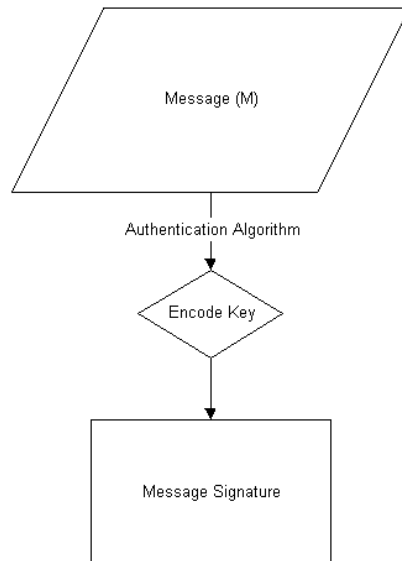 Message (M)
Authentication Algorithm
Encode Key
Message Signature